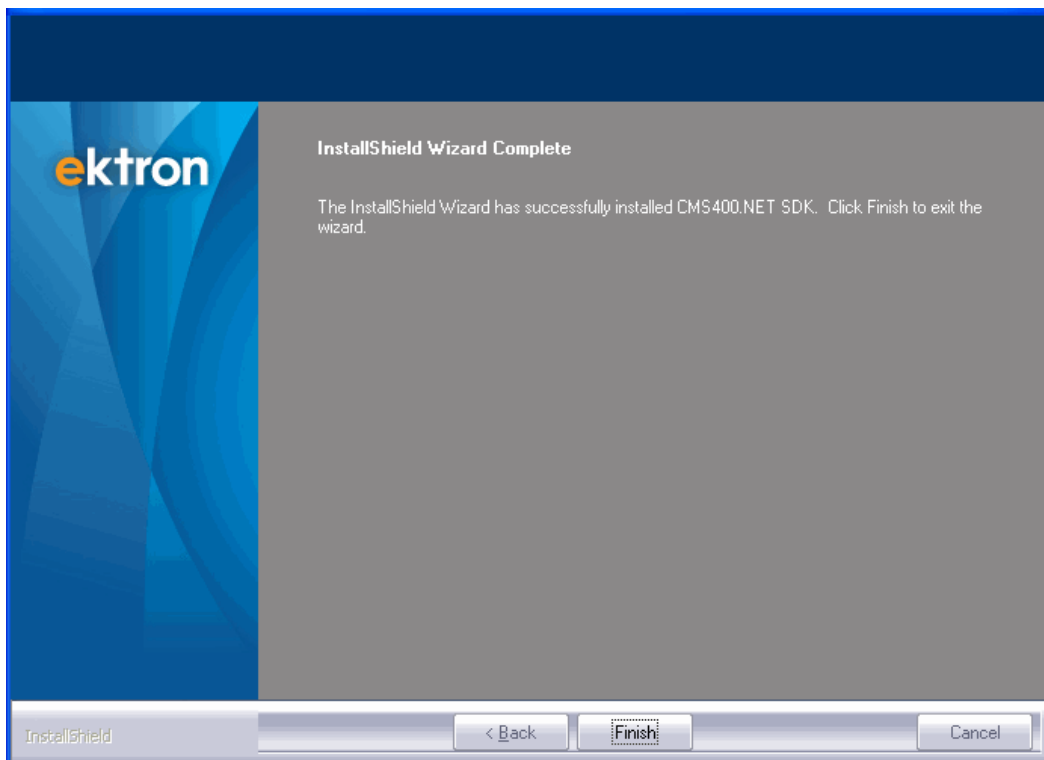 ektron
InstallShield Wizard Complete
The InstallShield Wizard has successfully installed CMS400.NET SDK. Click Finish to exit the
wizard.
InstallShield
< Back
Finish
Cancel